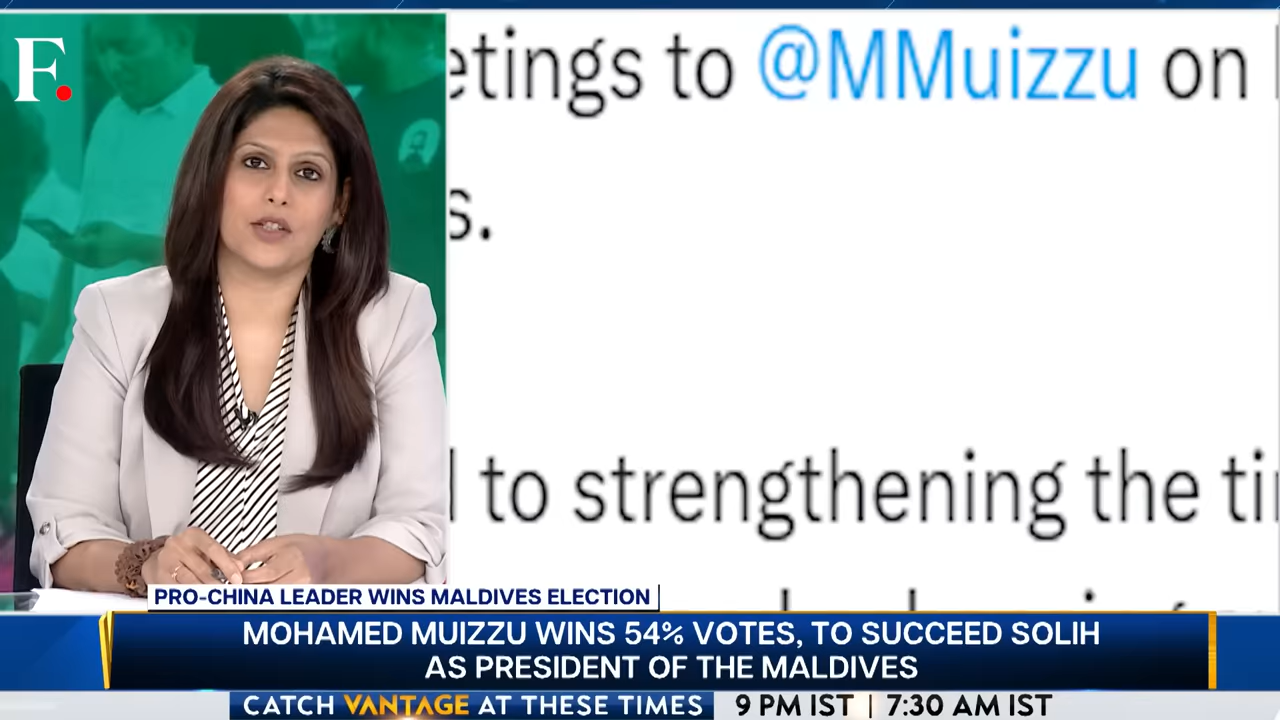 F.
etings to @MMuizzu on
s.
to strengthening the
PRO-CHINA LEADER WINS MALDIVES ELECTION
MOHAMED MUIZZU WINS 54% VOTES, TO SUCCEED SOLIH
AS PRESIDENT OF THE MALDIVES
CATCH VANTAGE AT THESE TIMES 9 PM IST | 7:30 AM IST